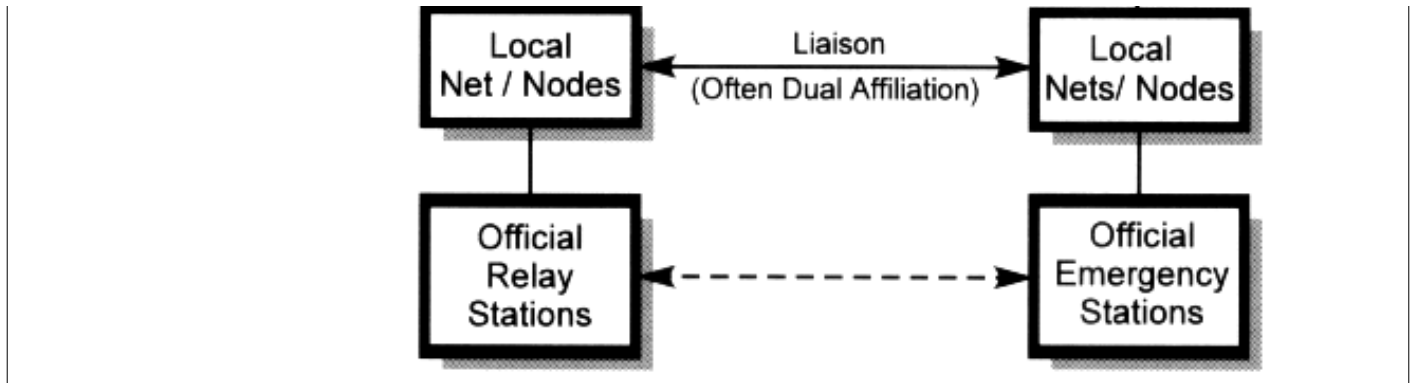 Local
Net / Nodes
Liaison
(Often Dual Affiliation)
Local
Nets/ Nodes
Official
Relay
Stations
Official
Emergency
Stations